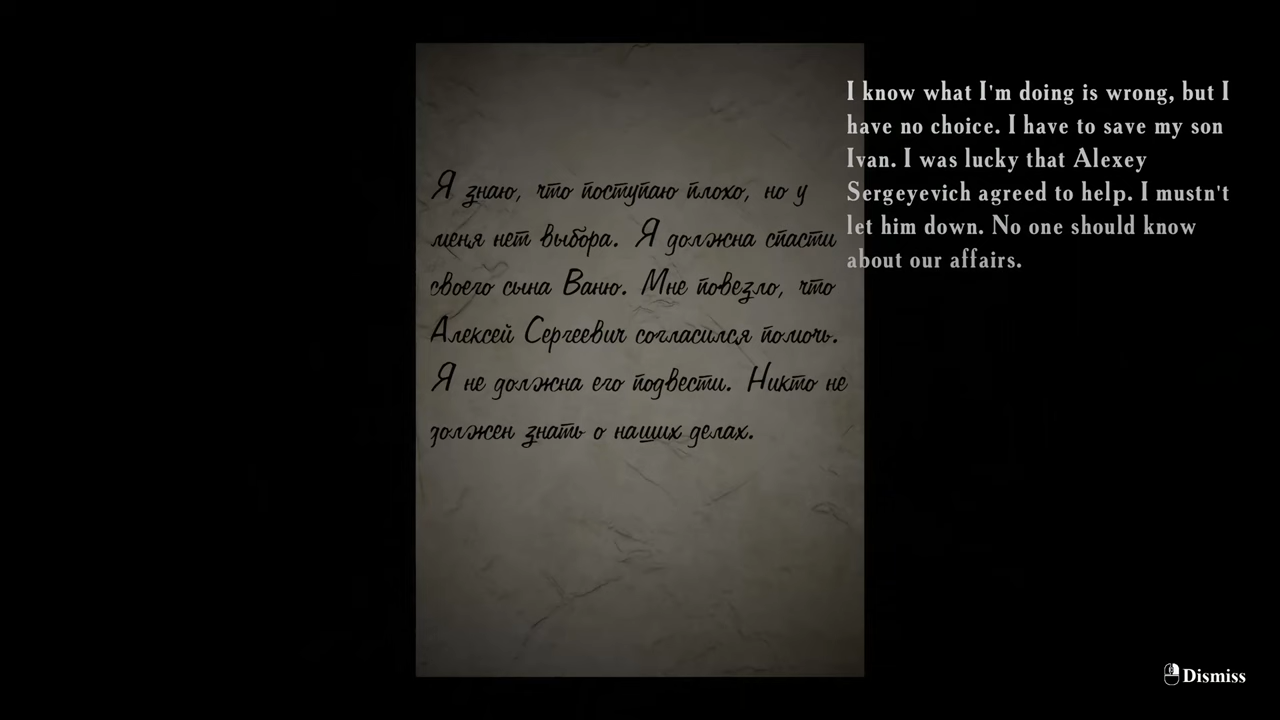 Я знаю, что поступаю плохо, но у
меня нет выбора. Я должна спасти
своего сына Ваню. Мне повезло, что
Алексей Сергеевич согласился помочь.
Я не должна его подвести. Никто не
должен знать о наших делах.
I know what I'm doing is wrong, but I
have no choice. I have to save my son
Ivan. I was lucky that Alexey
Sergeyevich agreed to help. I mustn't
let him down. No one should know
about our affairs.
Dismiss